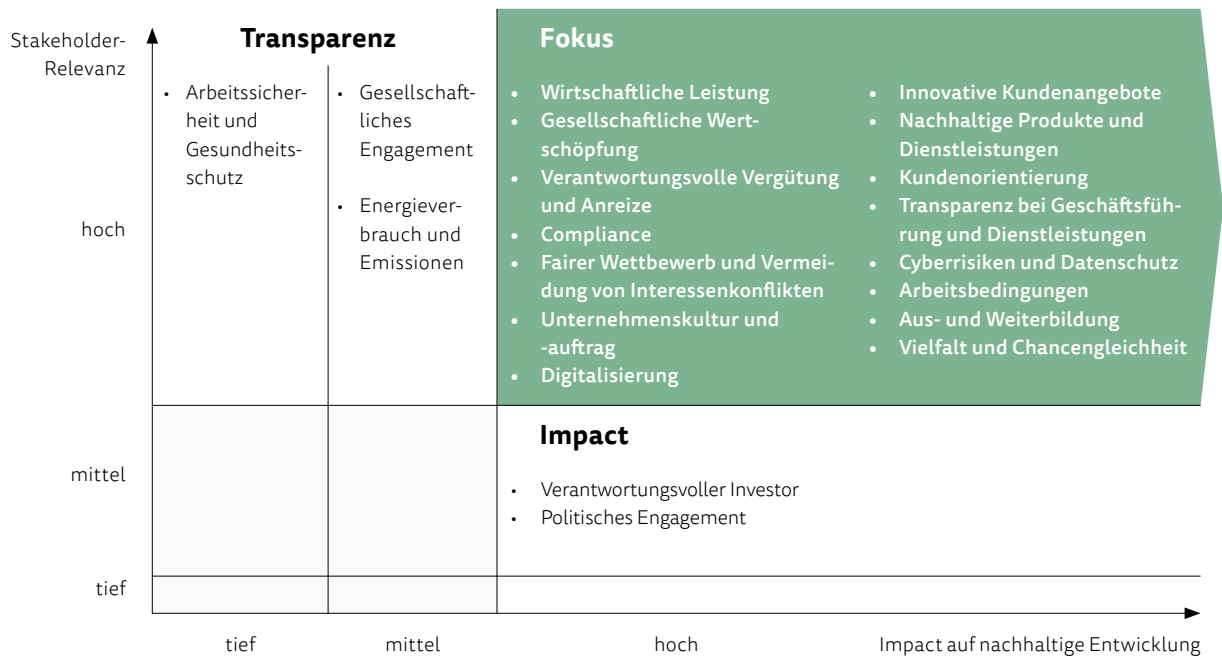 Stakeholder-
Relevanz
Transparenz
• Arbeitssicher-
heit und
Gesundheits-
schutz
• Gesellschaft-
liches
Engagement
• Energiever-
brauch und
Emissionen
Fokus
• Wirtschaftliche Leistung
• Gesellschaftliche Wert-
schöpfung
• Verantwortungsvolle Vergütung
und Anreize
• Compliance
• Fairer Wettbewerb und Vermei-
dung von Interessenkonflikten
• Unternehmenskultur und
-auftrag
• Digitalisierung
• Innovative Kundenangebote
• Nachhaltige Produkte und
Dienstleistungen
• Kundenorientierung
• Transparenz bei Geschäftsfüh-
rung und Dienstleistungen
• Cyberrisiken und Datenschutz
• Arbeitsbedingungen
• Aus- und Weiterbildung
• Vielfalt und Chancengleichheit
hoch
Impact
• Verantwortungsvoller Investor
• Politisches Engagement
mittel
tief
tief
mittel
hoch
Impact auf nachhaltige Entwicklung